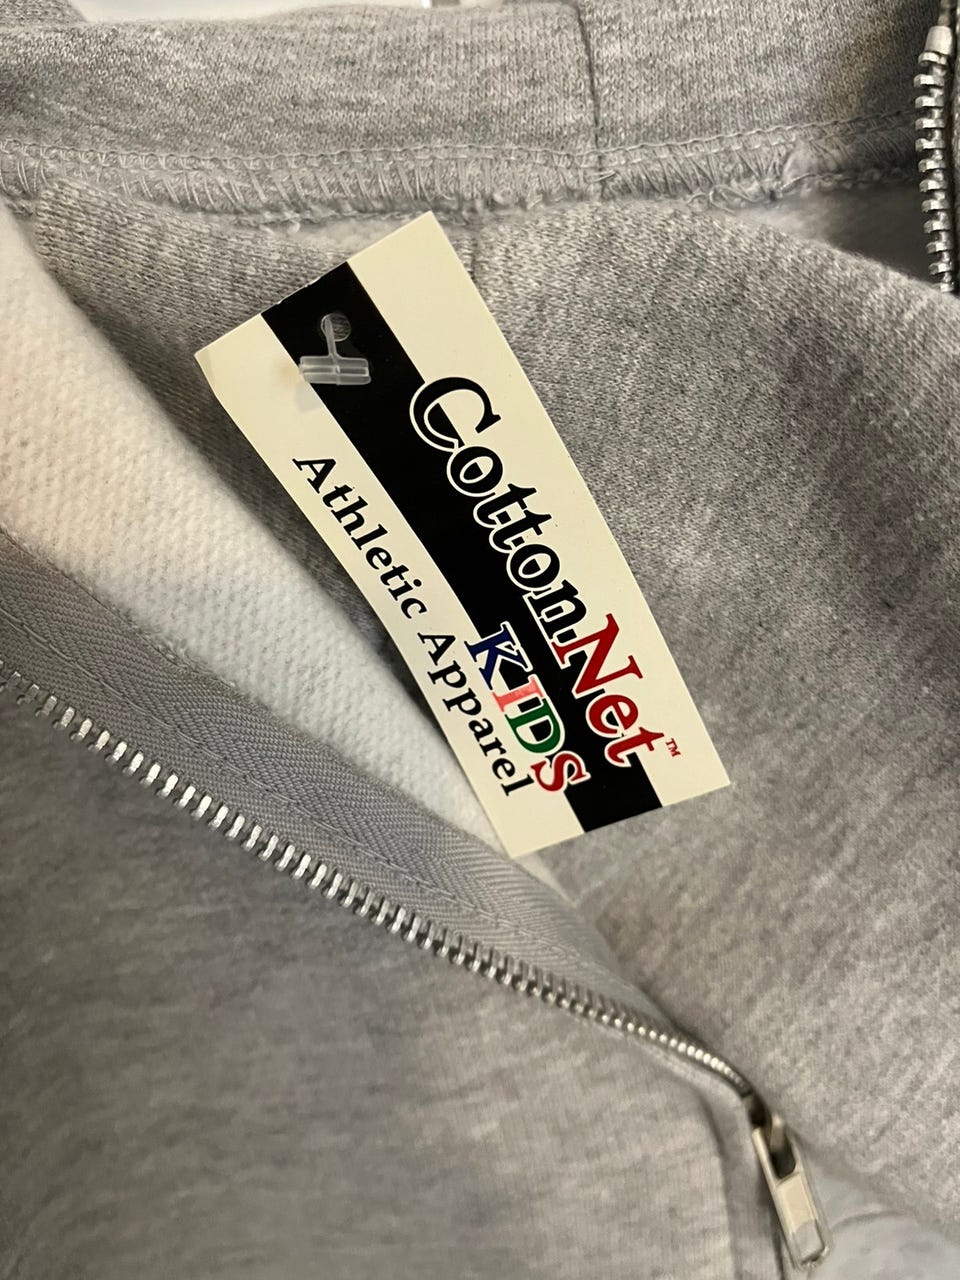 CottonNet™
KIDS
Athletic Apparel